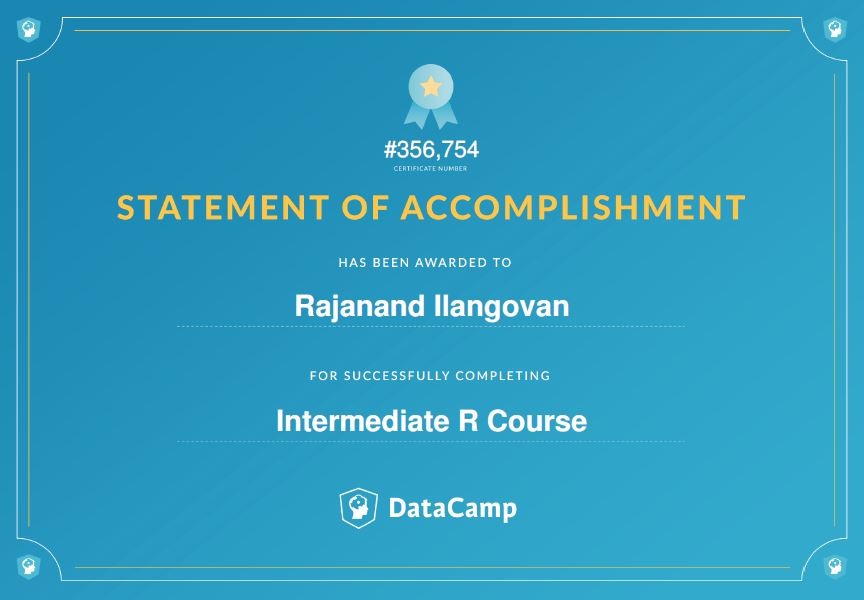 #356,754
CERTIFICATE NUMBER
STATEMENT OF ACCOMPLISHMENT
HAS BEEN AWARDED TO
Rajanand Ilangovan
FOR SUCCESSFULLY COMPLETING
Intermediate R Course
DataCamp